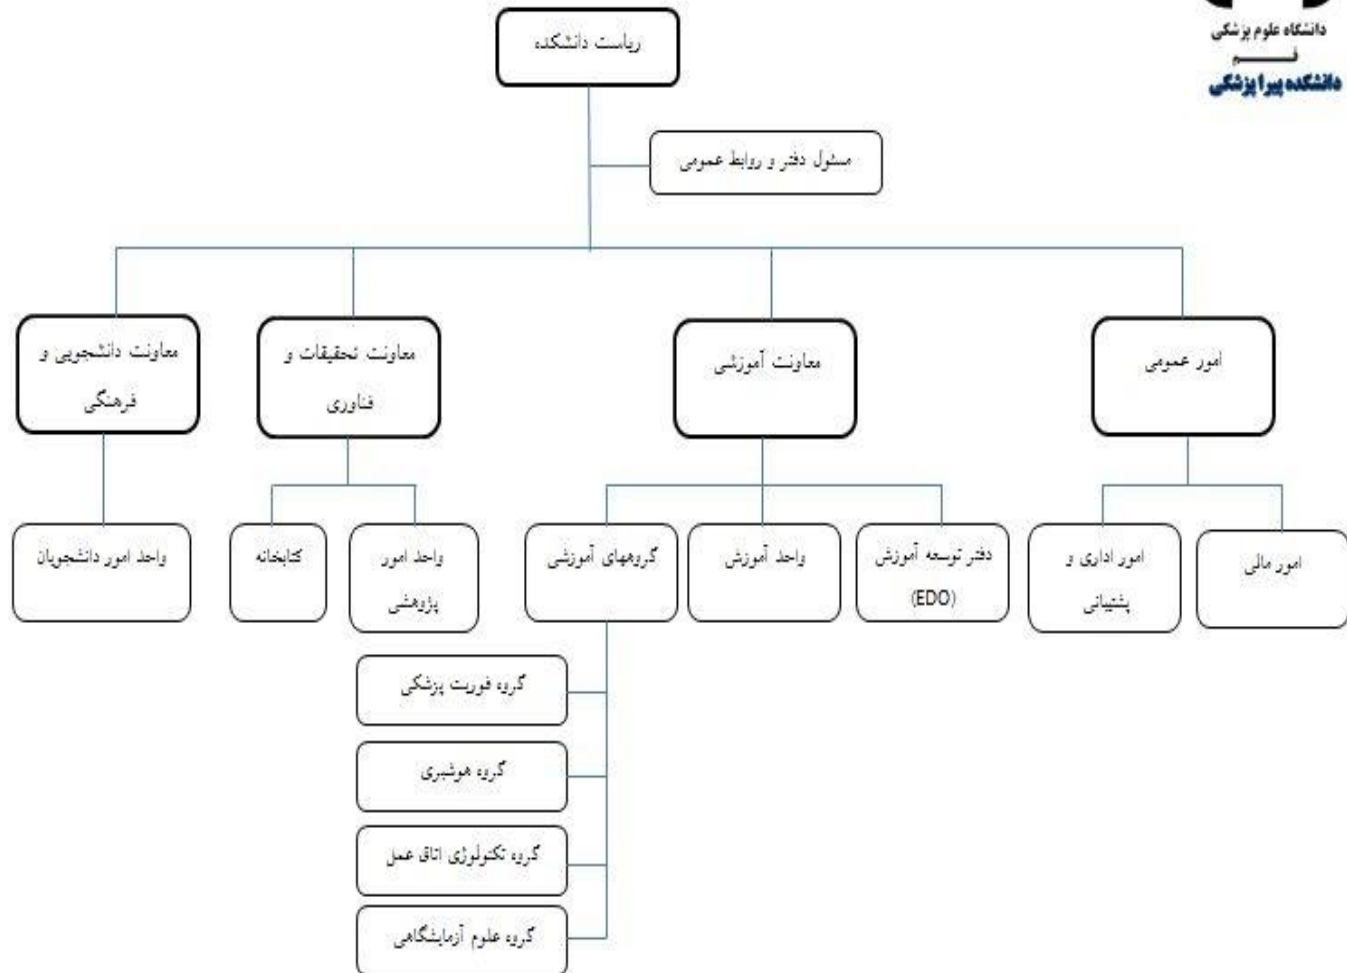 دانشگاه علوم پزشکی
قم
دانشکده پیراپزشکی
ریاست دانشکده
مسئول دفتر و روابط عمومی
امور عمومی
معاونت آموزشی
معاونت تحقیقات و
فناوری
معاونت دانشجویی و
فرهنگی
امور مالی
امور اداری و
پشتیبانی
دفتر توسعه آموزش
(EDO)
واحد آموزش
گروههای آموزشی
واحد امور
پژوهشی
کتابخانه
واحد امور دانشجویان
گروه فوریت پزشکی
گروه هوشبری
گروه تکنولوژی اتاق عمل
گروه علوم آزمایشگاهی